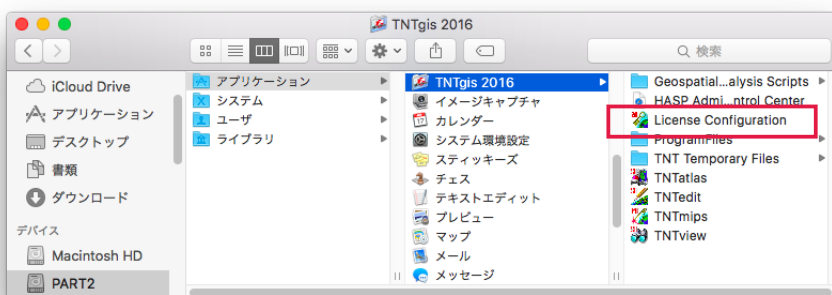 TNTgis 2016
検索
iCloud Drive
アプリケーション
デスクトップ
書類
ダウンロード
デバイス
Macintosh HD
PART2
アプリケーション
システム
ユーザ
ライブラリ
TNTgis 2016
イメージキャプチャ
カレンダー
システム環境設定
スティッキーズ
チェス
テキストエディット
プレビュー
マップ
メール
メッセージ
Geospatial...alysis Scripts
HASP Admi...ntrol Center
License Configuration
ProgramFiles
TNT Temporary Files
TNTatlas
TNTedit
TNTmips
TNTview